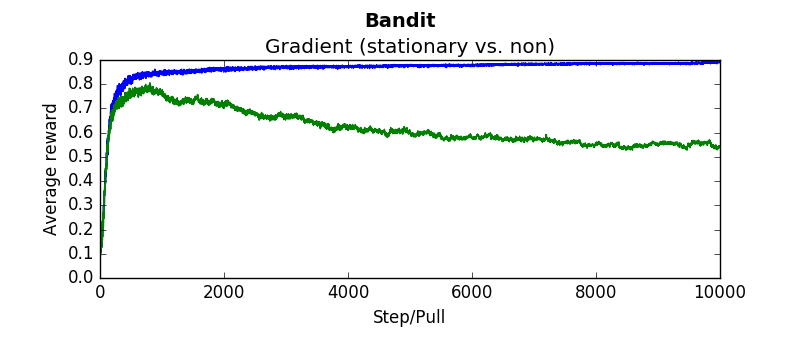 Bandit
Gradient (stationary vs. non)
0.9
0.8
0.7
0.6
0.5
0.4
0.3
0.2
0.1
0.0
Average reward
0 2000 4000 6000 8000 10000
Step/Pull